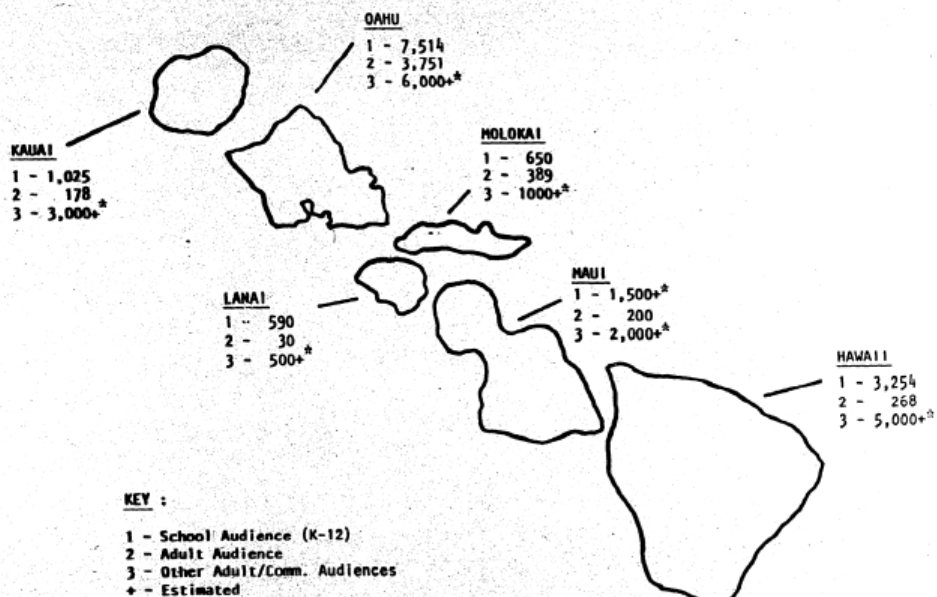 OAHU
1 - 7,514
2 - 3,751
3 - 6,000+*
KAUAI
1 - 1,025
2 - 178
3 - 3,000+*
MOLOKAI
1 - 650
2 - 389
3 - 1000+*
LANAI
1 - 590
2 - 30
3 - 500+*
MAUI
1 - 1,500+*
2 - 200
3 - 2,000+*
HAWAII
1 - 3,254
2 - 268
3 - 5,000+*
KEY :
1 - School Audience (K-12)
2 - Adult Audience
3 - Other Adult/Comm. Audiences
+ - Estimated